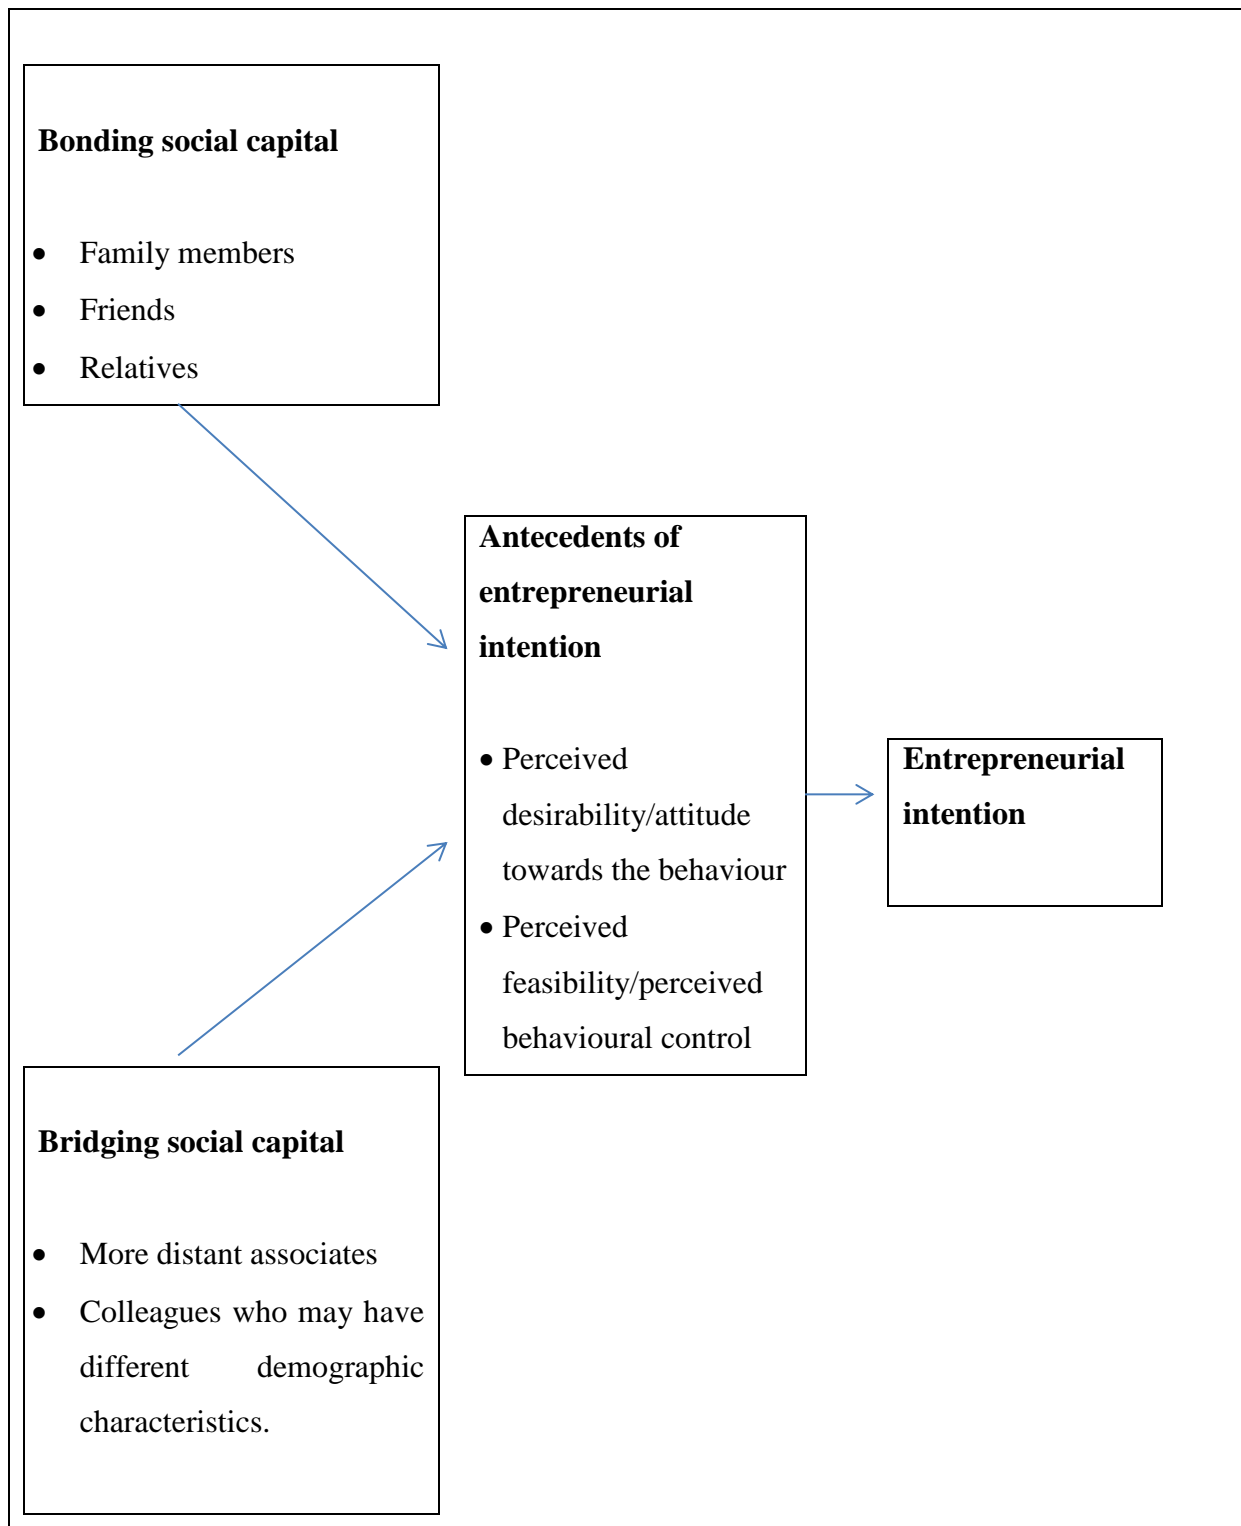 Bonding social capital
• Family members
• Friends
• Relatives
Antecedents of
entrepreneurial
intention
• Perceived
desirability/attitude
towards the behaviour
• Perceived
feasibility/perceived
behavioural control
Entrepreneurial
intention
Bridging social capital
• More distant associates
• Colleagues who may have
different demographic
characteristics.